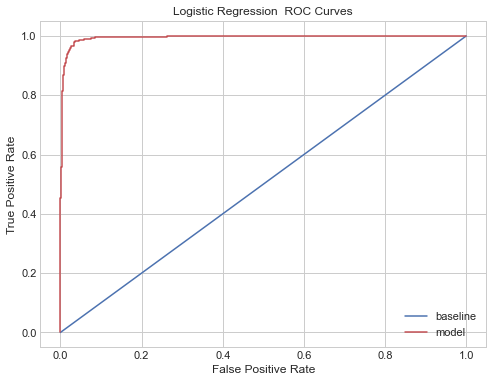 Logistic Regression  ROC Curves
1.0
0.8
0.6
0.4
0.2
0.0
True Positive Rate
0.0 0.2 0.4 0.6 0.8 1.0
False Positive Rate
baseline
model